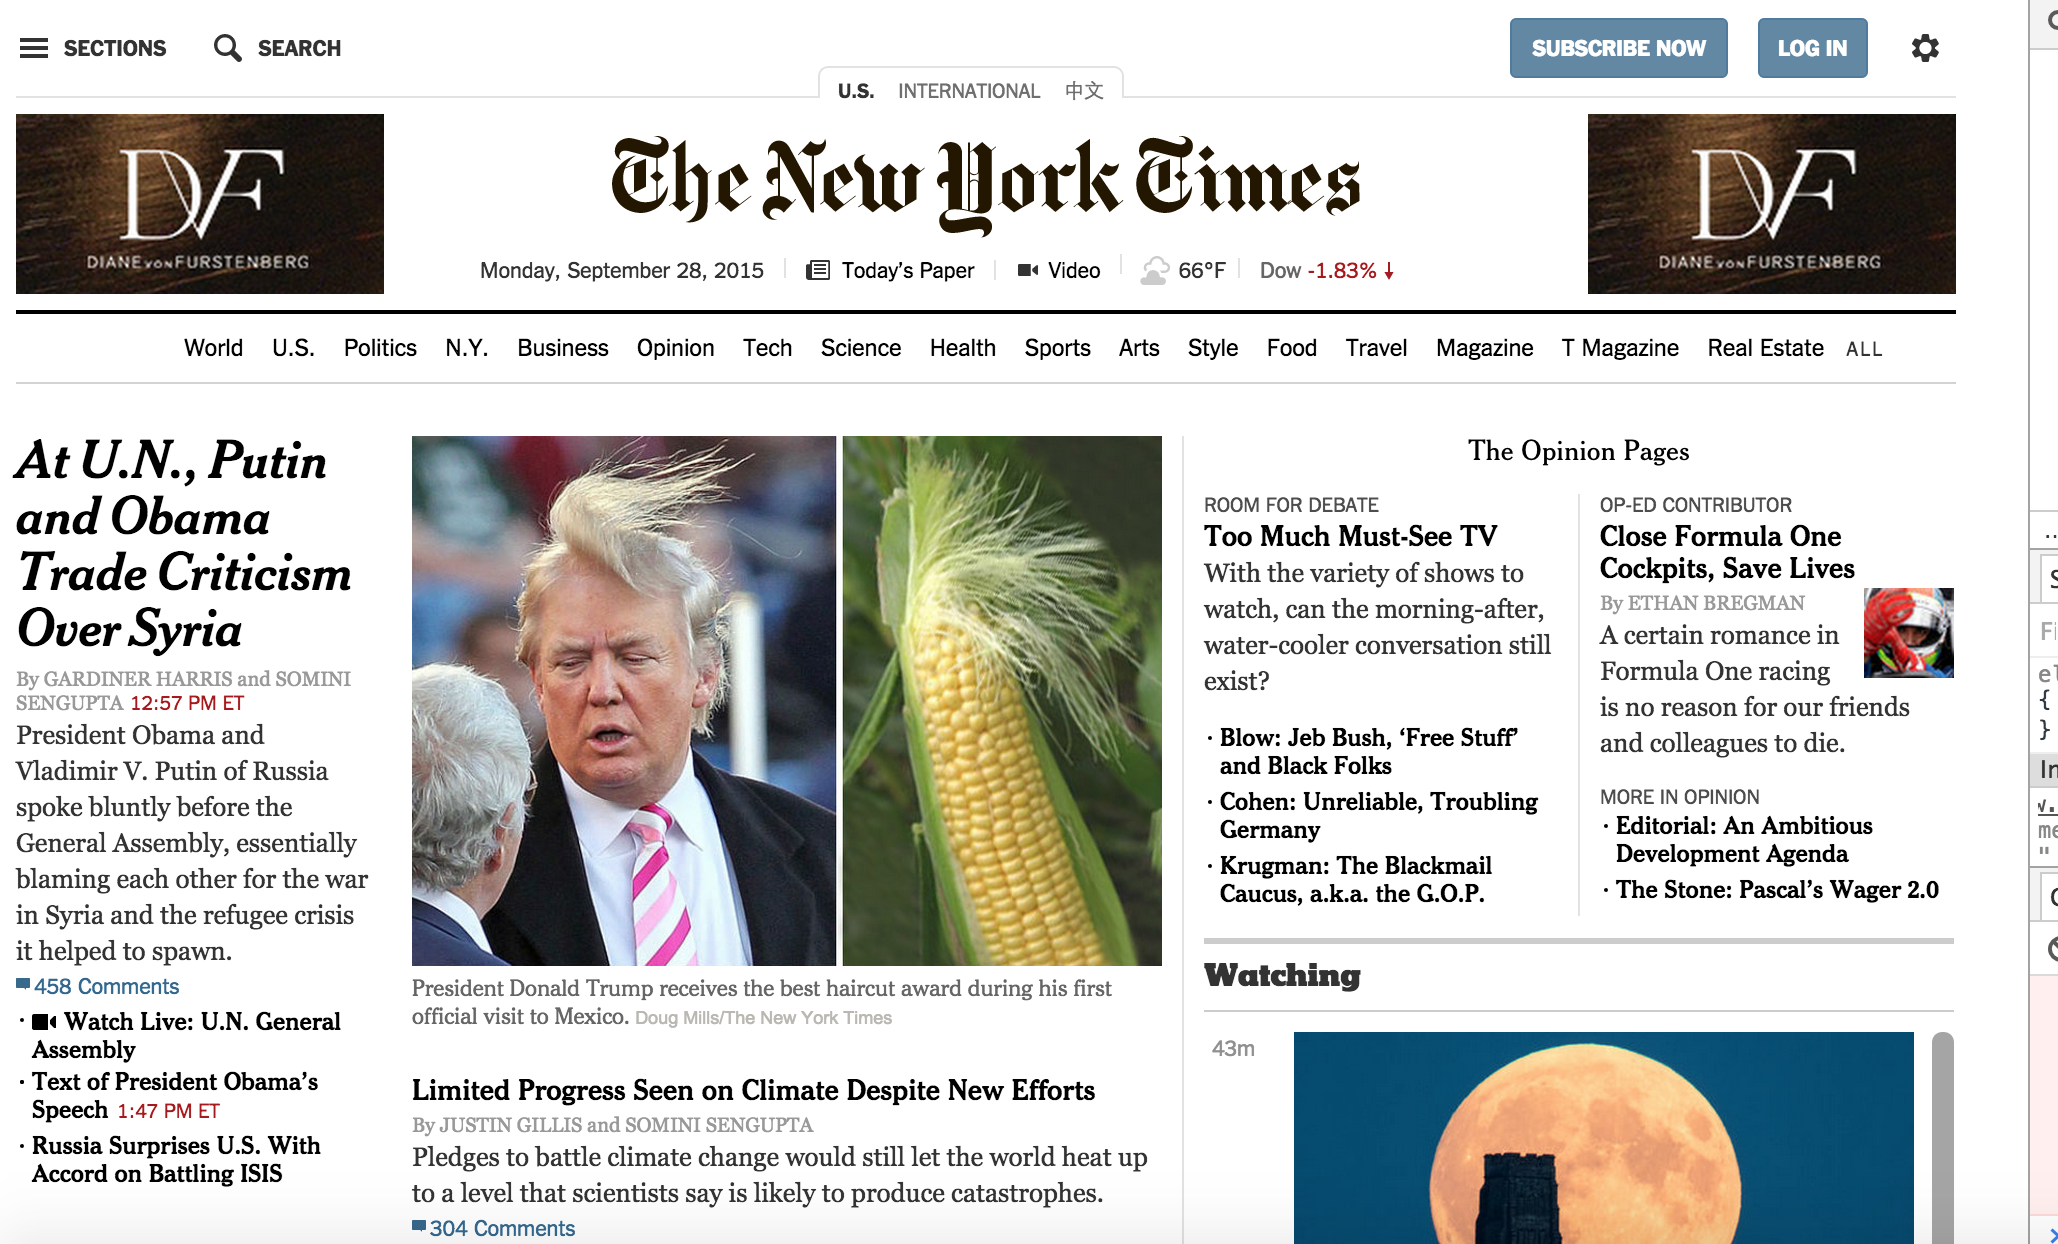 SECTIONS
SEARCH
SUBSCRIBE NOW
LOG IN
U.S. INTERNATIONAL 中文
DVF
DIANE VON FURSTENBERG
The New York Times
DVF
DIANE VON FURSTENBERG
Monday, September 28, 2015
Today's Paper
Video
66°F
Dow -1.83% ↓
World U.S. Politics N.Y. Business Opinion Tech Science Health Sports Arts Style Food Travel Magazine T Magazine Real Estate ALL
At U.N., Putin
and Obama
Trade Criticism
Over Syria
By GARDINER HARRIS and SOMINI
SENGUPTA 12:57 PM ET
President Obama and
Vladimir V. Putin of Russia
spoke bluntly before the
General Assembly, essentially
blaming each other for the war
in Syria and the refugee crisis
it helped to spawn.
458 Comments
· Watch Live: U.N. General
Assembly
· Text of President Obama's
Speech 1:47 PM ET
· Russia Surprises U.S. With
Accord on Battling ISIS
President Donald Trump receives the best haircut award during his first
official visit to Mexico. Doug Mills/The New York Times
Limited Progress Seen on Climate Despite New Efforts
By JUSTIN GILLIS and SOMINI SENGUPTA
Pledges to battle climate change would still let the world heat up
to a level that scientists say is likely to produce catastrophes.
304 Comments
The Opinion Pages
ROOM FOR DEBATE
Too Much Must-See TV
With the variety of shows to
watch, can the morning-after,
water-cooler conversation still
exist?
· Blow: Jeb Bush, ‘Free Stuff’
and Black Folks
· Cohen: Unreliable, Troubling
Germany
· Krugman: The Blackmail
Caucus, a.k.a. the G.O.P.
OP-ED CONTRIBUTOR
Close Formula One
Cockpits, Save Lives
By ETHAN BREGMAN
A certain romance in
Formula One racing
is no reason for our friends
and colleagues to die.
MORE IN OPINION
· Editorial: An Ambitious
Development Agenda
· The Stone: Pascal's Wager 2.0
Watching
43m
{
}